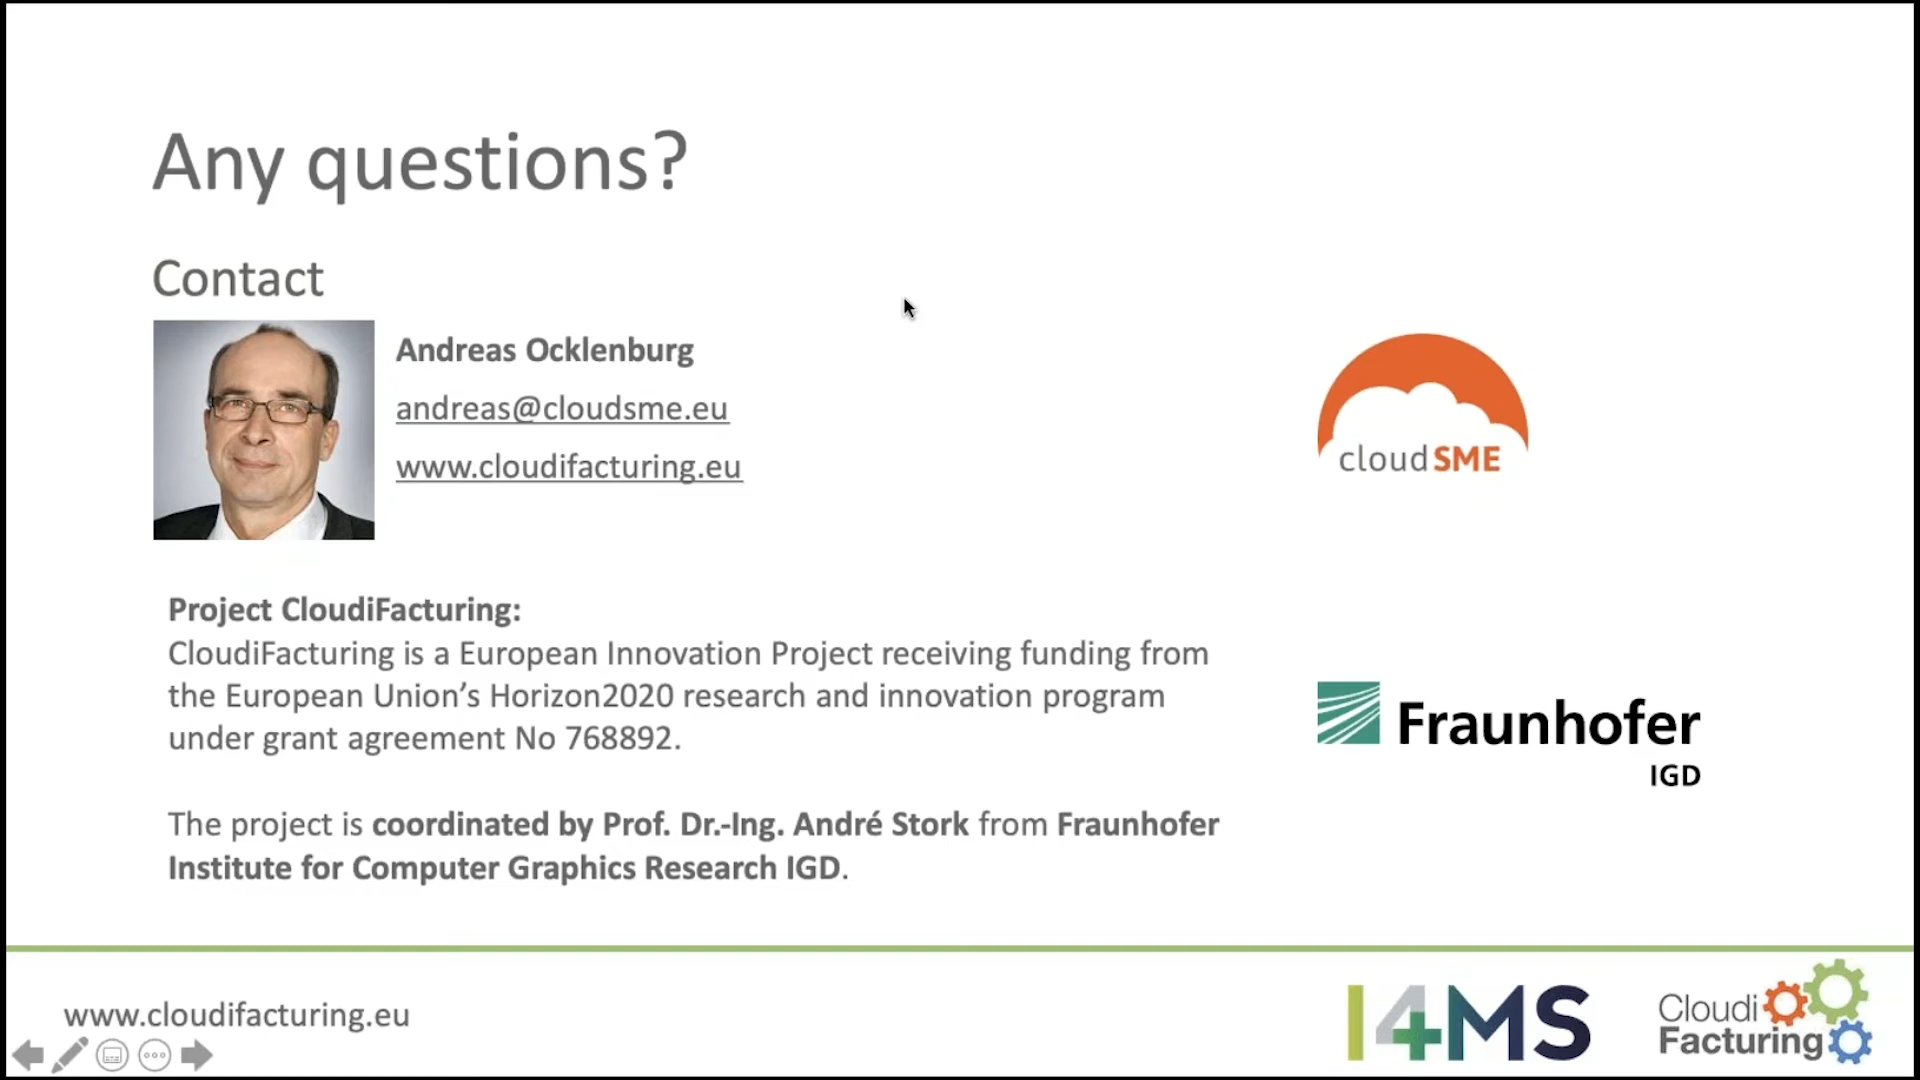 Any questions?
Contact
Andreas Ocklenburg
andreas@cloudsme.eu
www.cloudifacturing.eu
cloudSME
Project CloudiFacturing:
CloudiFacturing is a European Innovation Project receiving funding from
the European Union’s Horizon2020 research and innovation program
under grant agreement No 768892.
Fraunhofer
IGD
The project is coordinated by Prof. Dr.-Ing. André Stork from Fraunhofer
Institute for Computer Graphics Research IGD.
www.cloudifacturing.eu
I4MS
Cloudi
Facturing